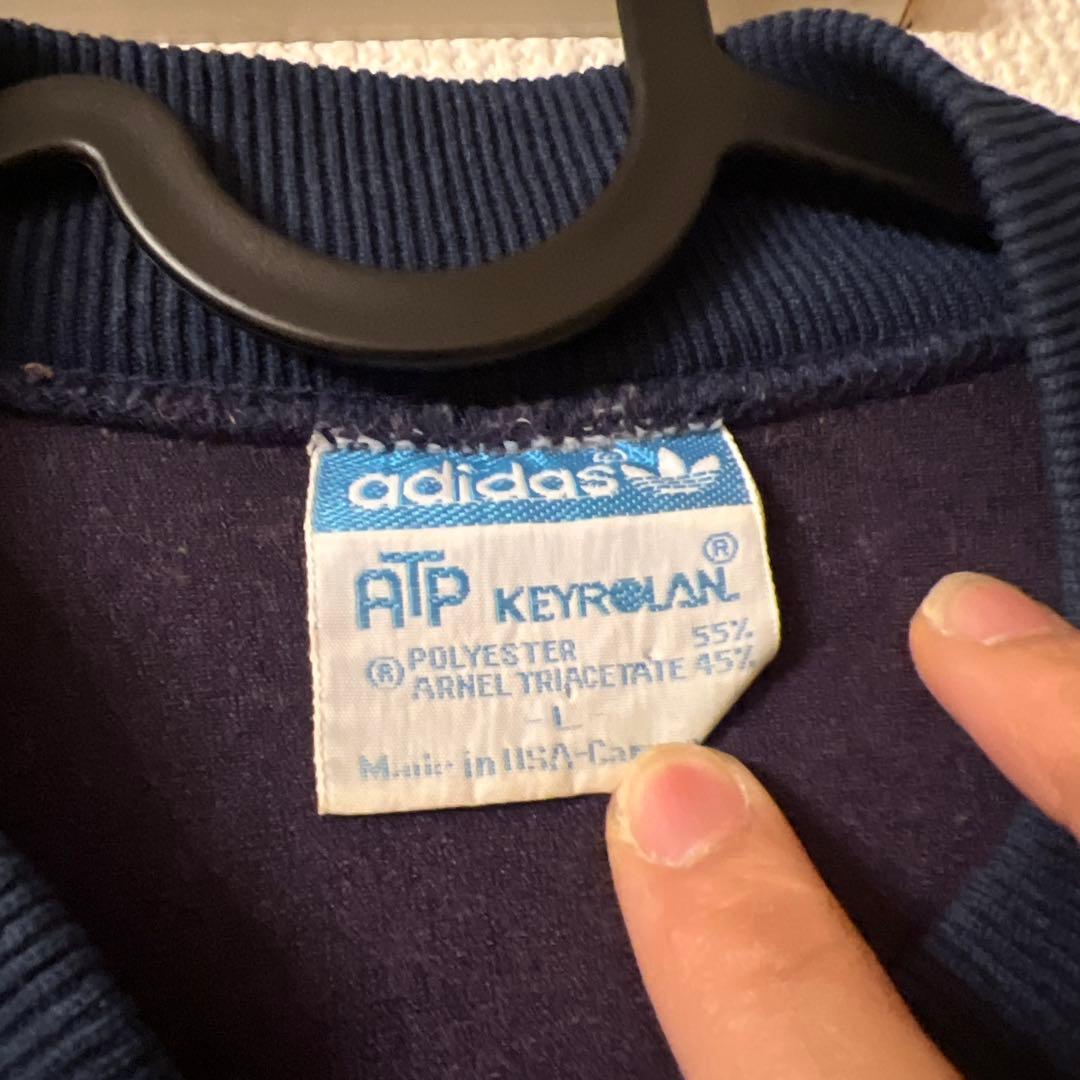 adidas®
ATP KEYROLAN®
® POLYESTER 55%
ARNEL TRIACETATE 45%
- L -
Made in USA-